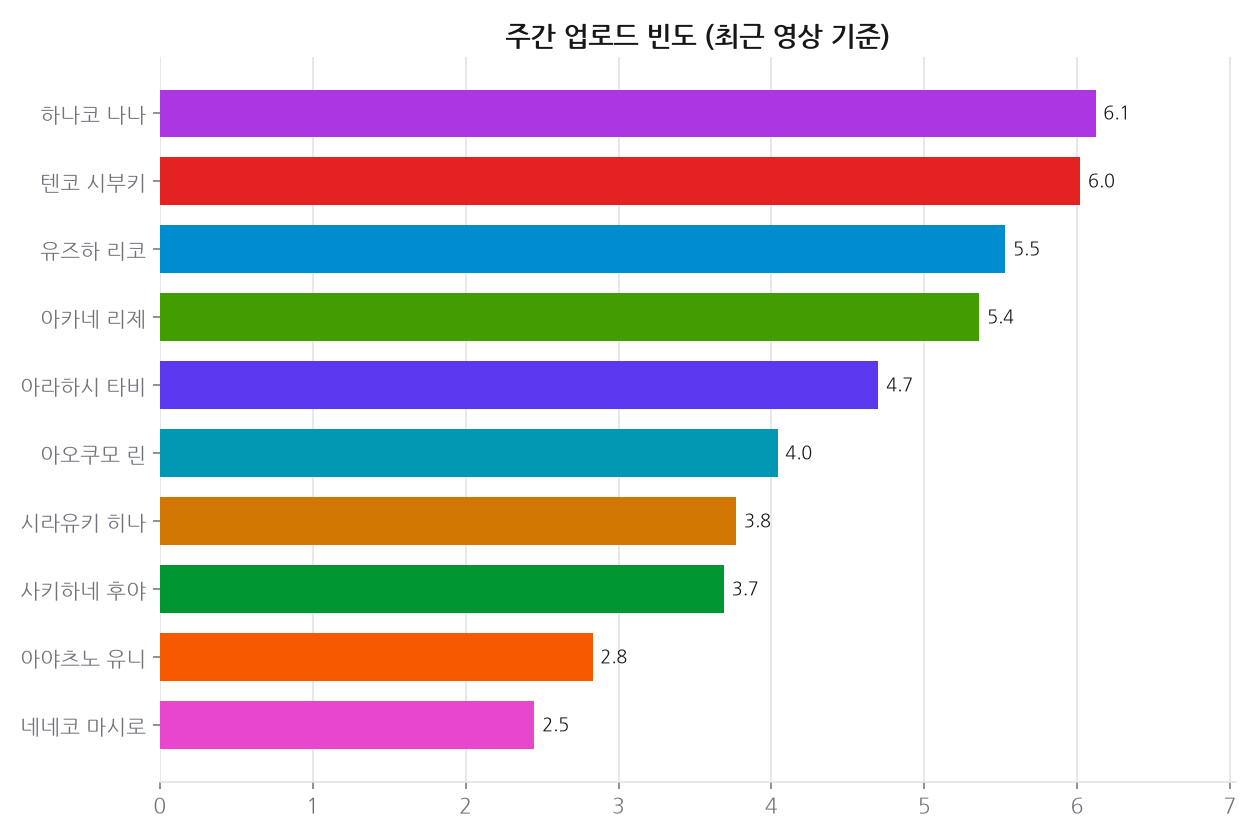 주간 업로드 빈도 (최근 영상 기준)
하나코 나나 6.1
텐코 시부키 6.0
유즈하 리코 5.5
아카네 리제 5.4
아라하시 타비 4.7
아오쿠모 린 4.0
시라유키 히나 3.8
사키하네 후야 3.7
아야츠노 유니 2.8
네네코 마시로 2.5
0 1 2 3 4 5 6 7